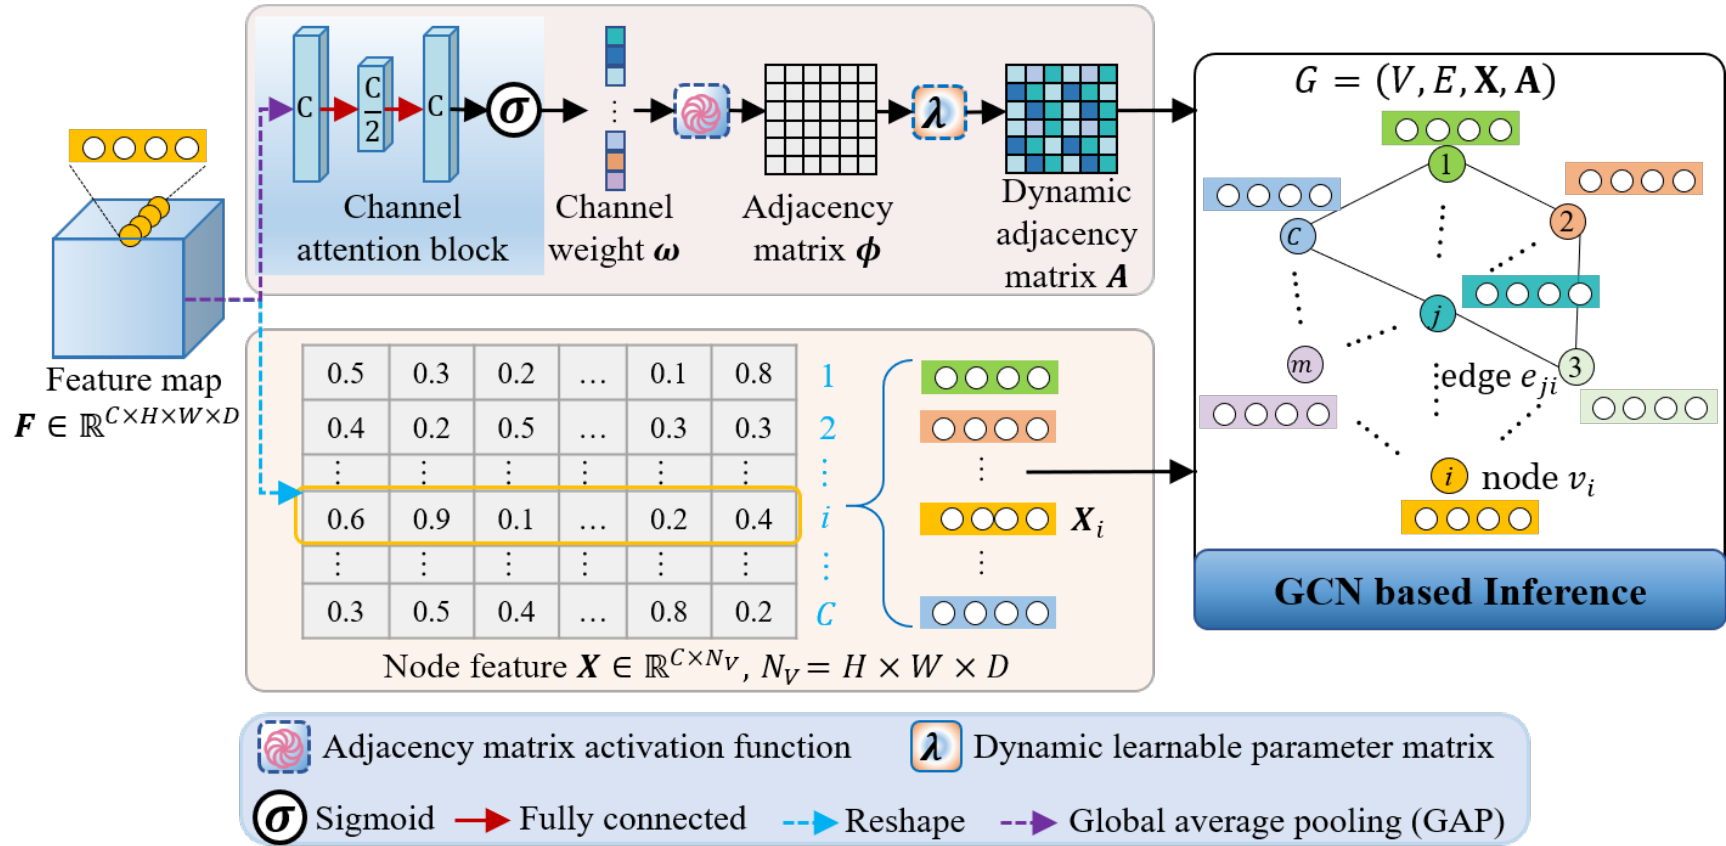 C
C/2
C
σ
λ
Channel
attention block
Channel
weight ω
Adjacency
matrix ϕ
Dynamic
adjacency
matrix A
Feature map
F ∈ ℝ^{C×H×W×D}
0.5 0.3 0.2 … 0.1 0.8 1
0.4 0.2 0.5 … 0.3 0.3 2
⋮ ⋮ ⋮ ⋮ ⋮ ⋮ ⋮
0.6 0.9 0.1 … 0.2 0.4 i
⋮ ⋮ ⋮ ⋮ ⋮ ⋮ ⋮
0.3 0.5 0.4 … 0.8 0.2 C
X_i
Node feature X ∈ ℝ^{C×N_V}, N_V = H × W × D
G = (V, E, X, A)
1
2
C
j
m
3
edge e_{ji}
i node v_i
GCN based Inference
Adjacency matrix activation function
λ Dynamic learnable parameter matrix
σ Sigmoid
Fully connected
Reshape
Global average pooling (GAP)